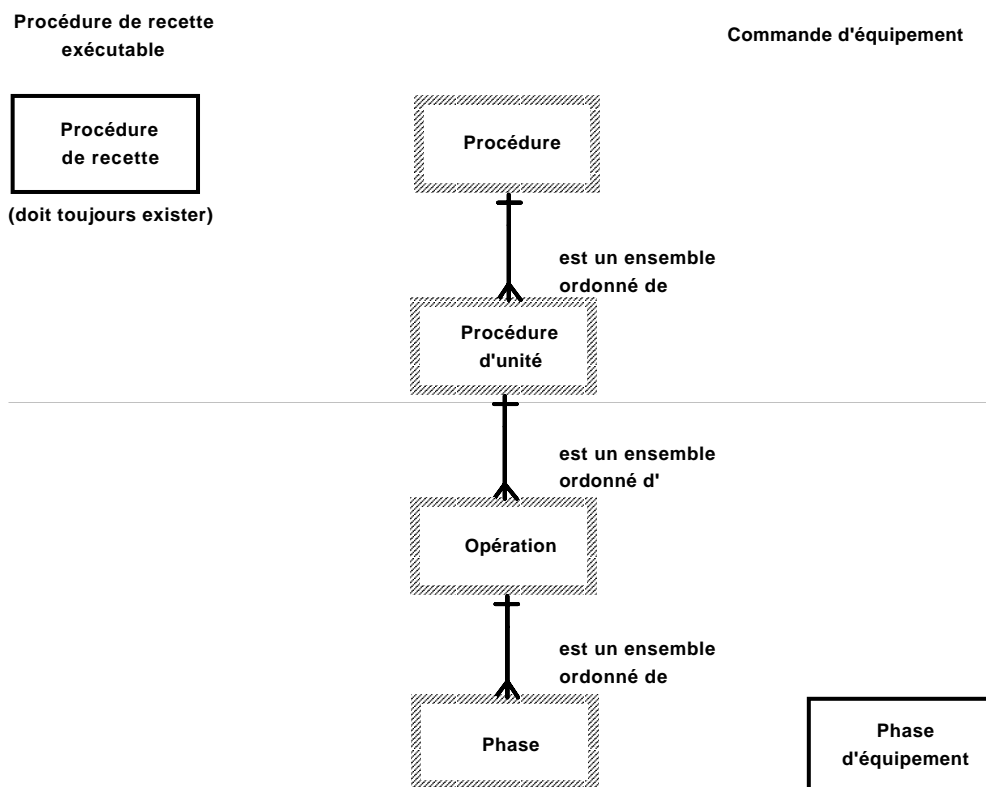 Procédure de recette
exécutable
Commande d'équipement
Procédure
de recette
(doit toujours exister)
Procédure
est un ensemble
ordonné de
Procédure
d'unité
est un ensemble
ordonné d'
Opération
est un ensemble
ordonné de
Phase
Phase
d'équipement